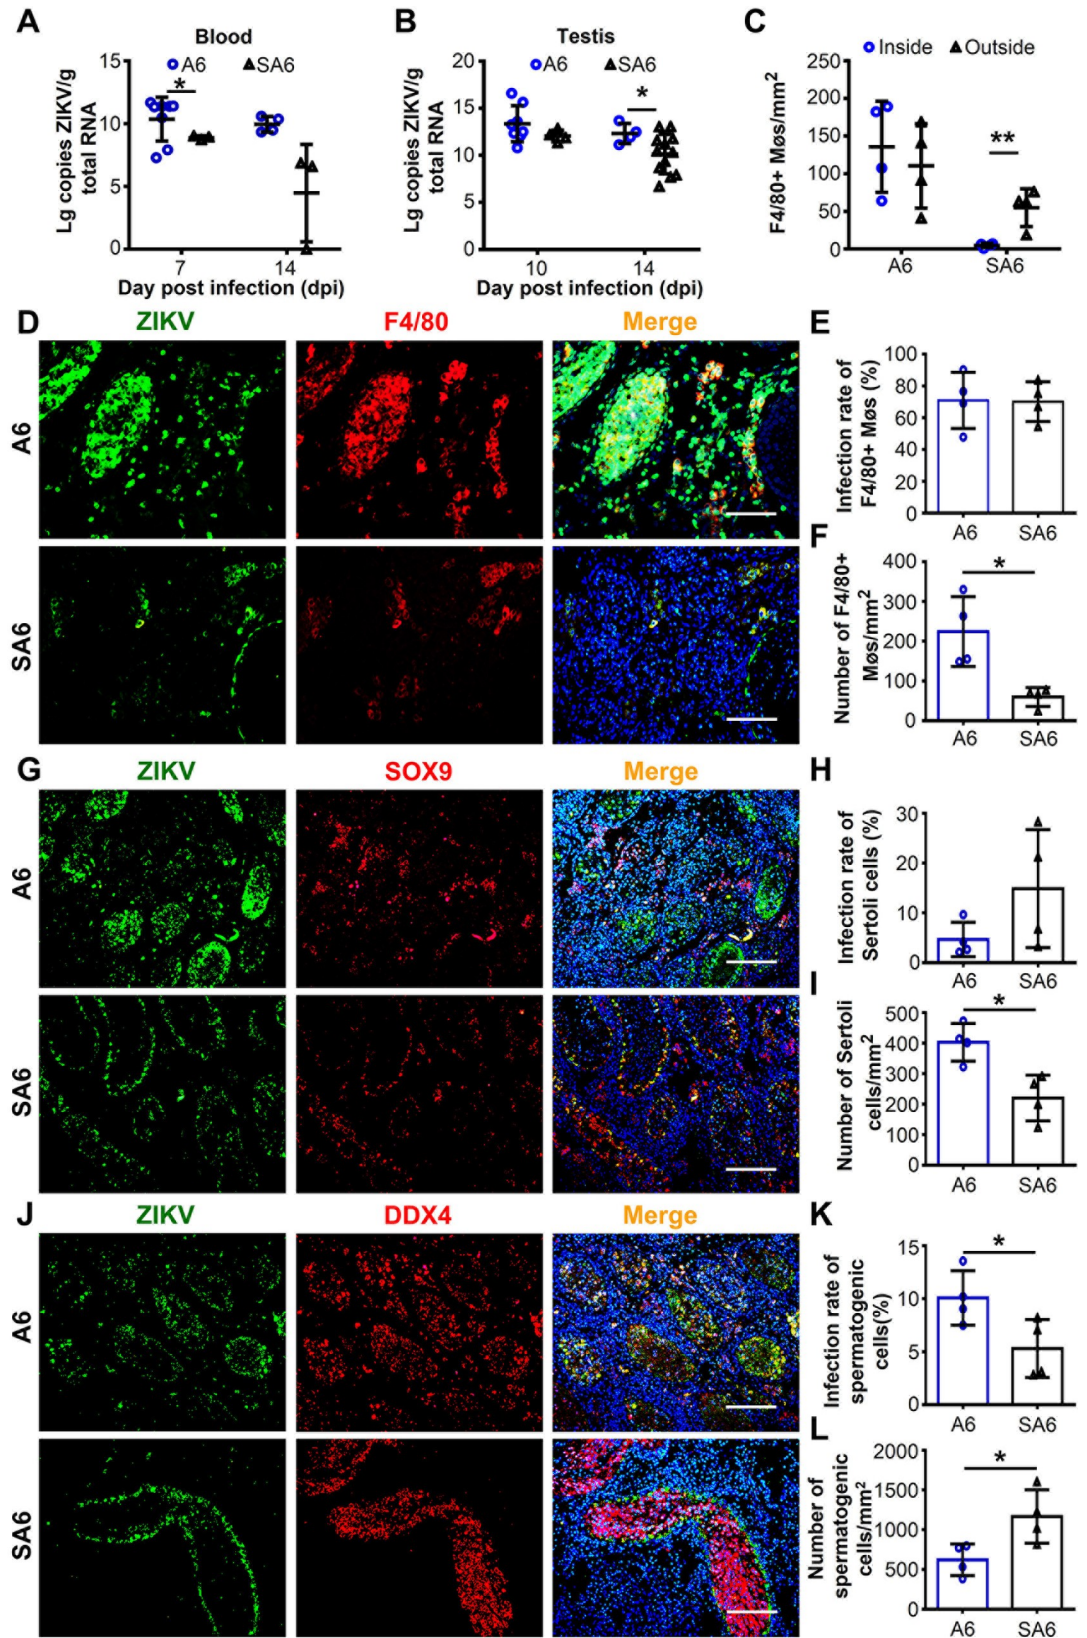 A
Blood
A6 SA6
*
Lg copies ZIKV/g
total RNA
15
10
5
0
7 14
Day post infection (dpi)
B
Testis
A6 SA6
*
Lg copies ZIKV/g
total RNA
20
15
10
5
0
10 14
Day post infection (dpi)
C
Inside Outside
**
F4/80+ Møs/mm2
250
200
150
100
50
0
A6 SA6
D
ZIKV F4/80 Merge
A6
SA6
E
Infection rate of
F4/80+ Møs (%)
100
80
60
40
20
0
A6 SA6
F
*
Number of F4/80+
Møs/mm2
400
300
200
100
0
A6 SA6
G
ZIKV SOX9 Merge
A6
SA6
H
Infection rate of
Sertoli cells (%)
30
20
10
0
A6 SA6
I
*
Number of Sertoli
cells/mm2
500
400
300
200
100
0
A6 SA6
J
ZIKV DDX4 Merge
A6
SA6
K
*
Infection rate of
spermatogenic
cells(%)
15
10
5
0
A6 SA6
L
*
Number of
spermatogenic
cells/mm2
2000
1500
1000
500
0
A6 SA6